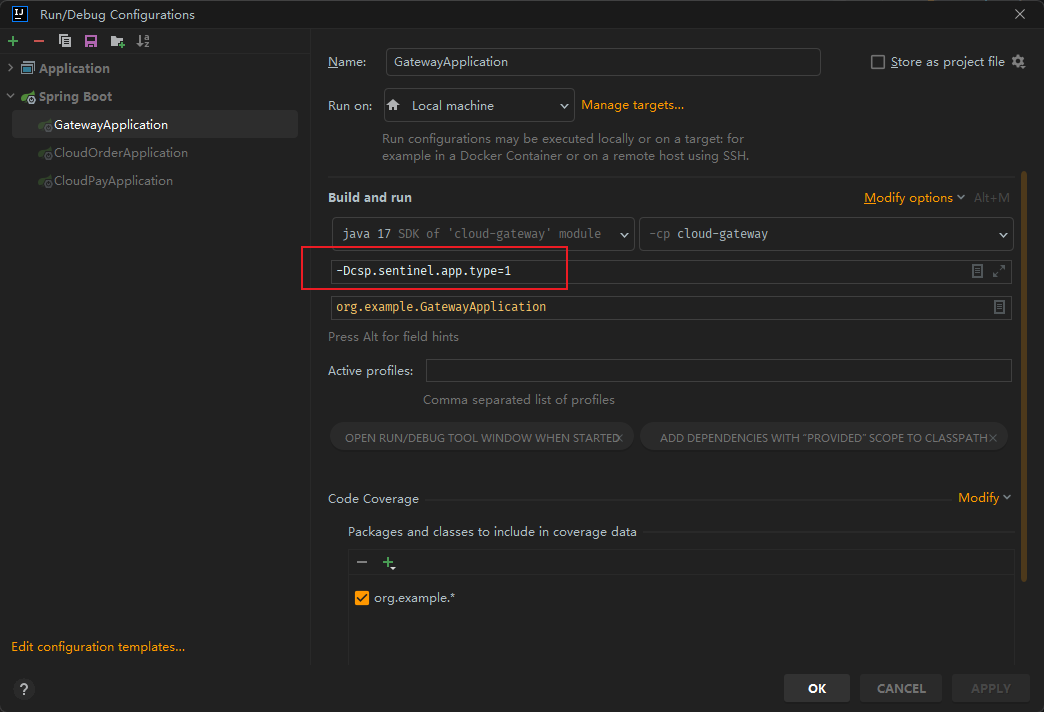 Run/Debug Configurations
Application
Spring Boot
GatewayApplication
CloudOrderApplication
CloudPayApplication
Edit configuration templates...
Name: GatewayApplication
Store as project file
Run on: Local machine
Manage targets...
Run configurations may be executed locally or on a target: for
example in a Docker Container or on a remote host using SSH.
Build and run
Modify options Alt+M
java 17 SDK of 'cloud-gateway' module
-cp cloud-gateway
-Dcsp.sentinel.app.type=1
org.example.GatewayApplication
Press Alt for field hints
Active profiles:
Comma separated list of profiles
OPEN RUN/DEBUG TOOL WINDOW WHEN STARTED
ADD DEPENDENCIES WITH "PROVIDED" SCOPE TO CLASSPATH
Code Coverage
Modify
Packages and classes to include in coverage data
org.example.*
?
OK
CANCEL
APPLY